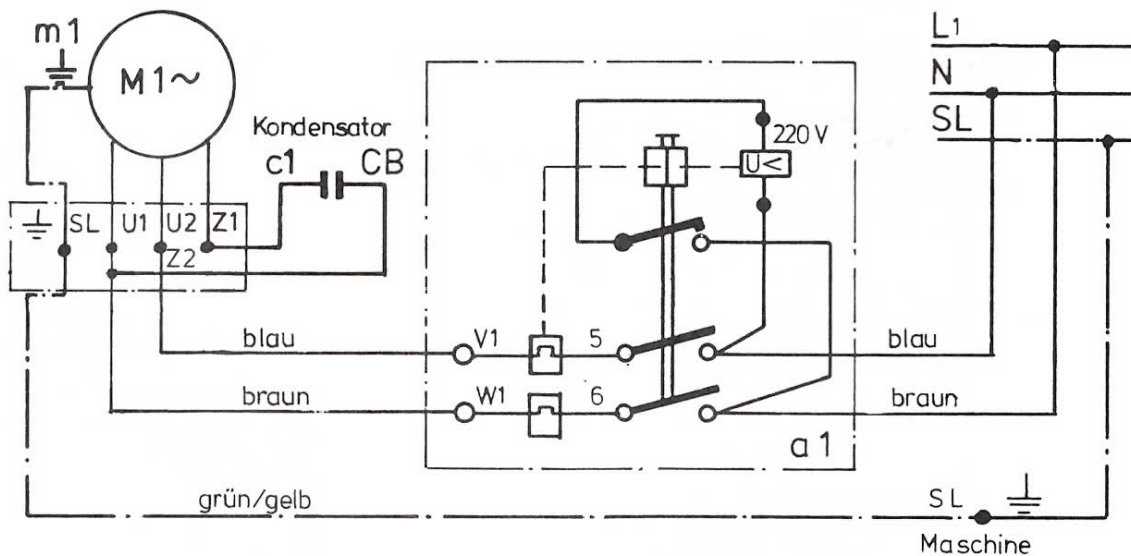 m1
M1~
Kondensator
c1 CB
SL U1 U2 Z1
Z2
L1
N
SL
220 V
U<
blau
V1
5
blau
braun
W1
6
braun
a1
grün/gelb
SL
Maschine